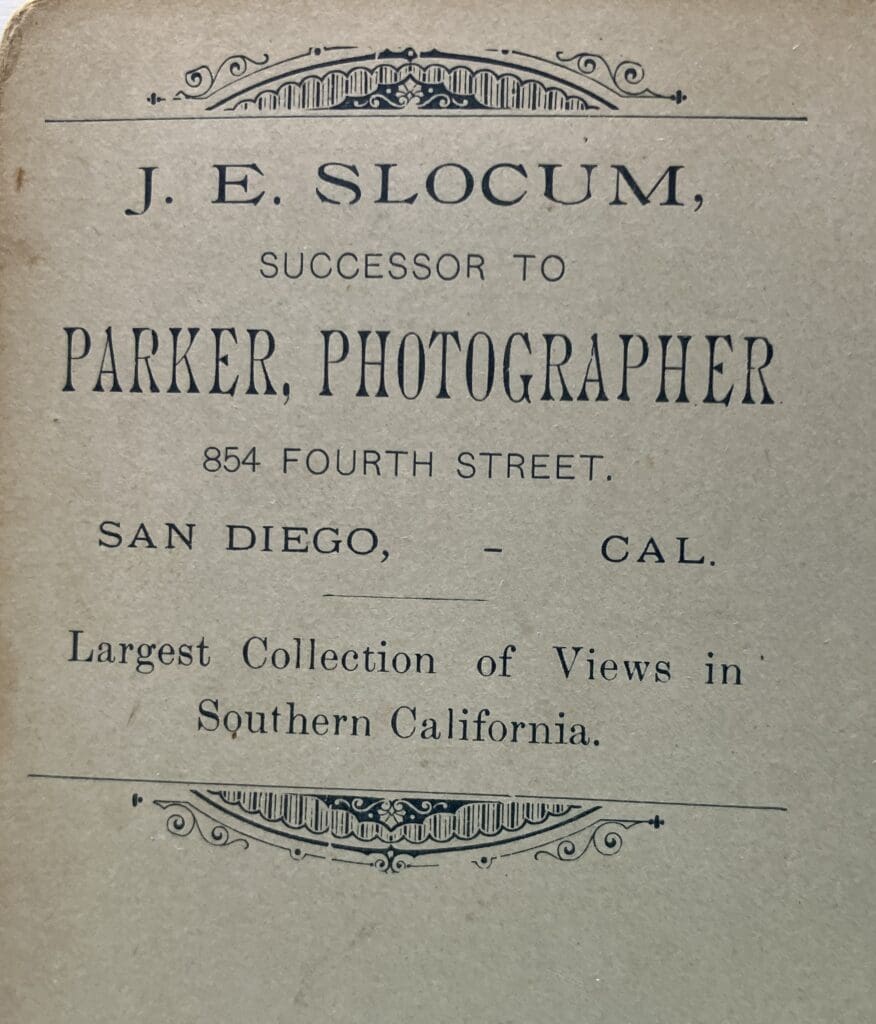 J. E. SLOCUM,
SUCCESSOR TO
PARKER, PHOTOGRAPHER
854 FOURTH STREET.
SAN DIEGO, - CAL.
Largest Collection of Views in
Southern California.